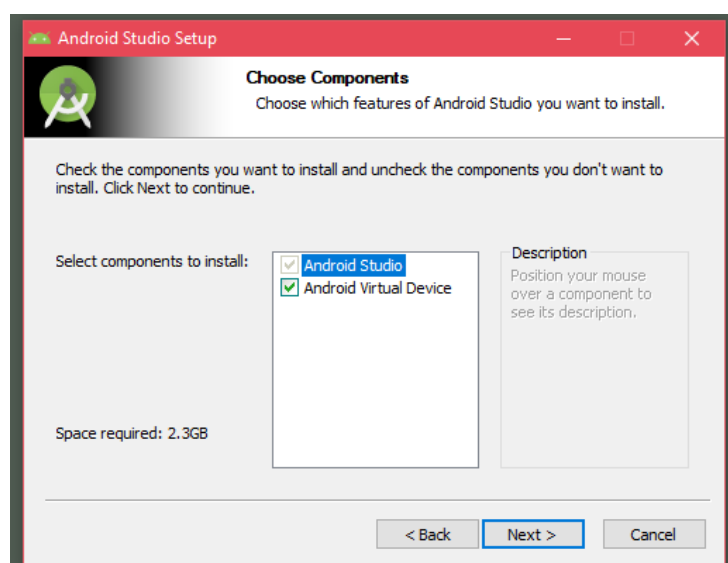 Android Studio Setup
Choose Components
Choose which features of Android Studio you want to install.
Check the components you want to install and uncheck the components you don't want to
install. Click Next to continue.
Select components to install:
Android Studio
Android Virtual Device
Description
Position your mouse
over a component to
see its description.
Space required: 2.3GB
< Back
Next >
Cancel